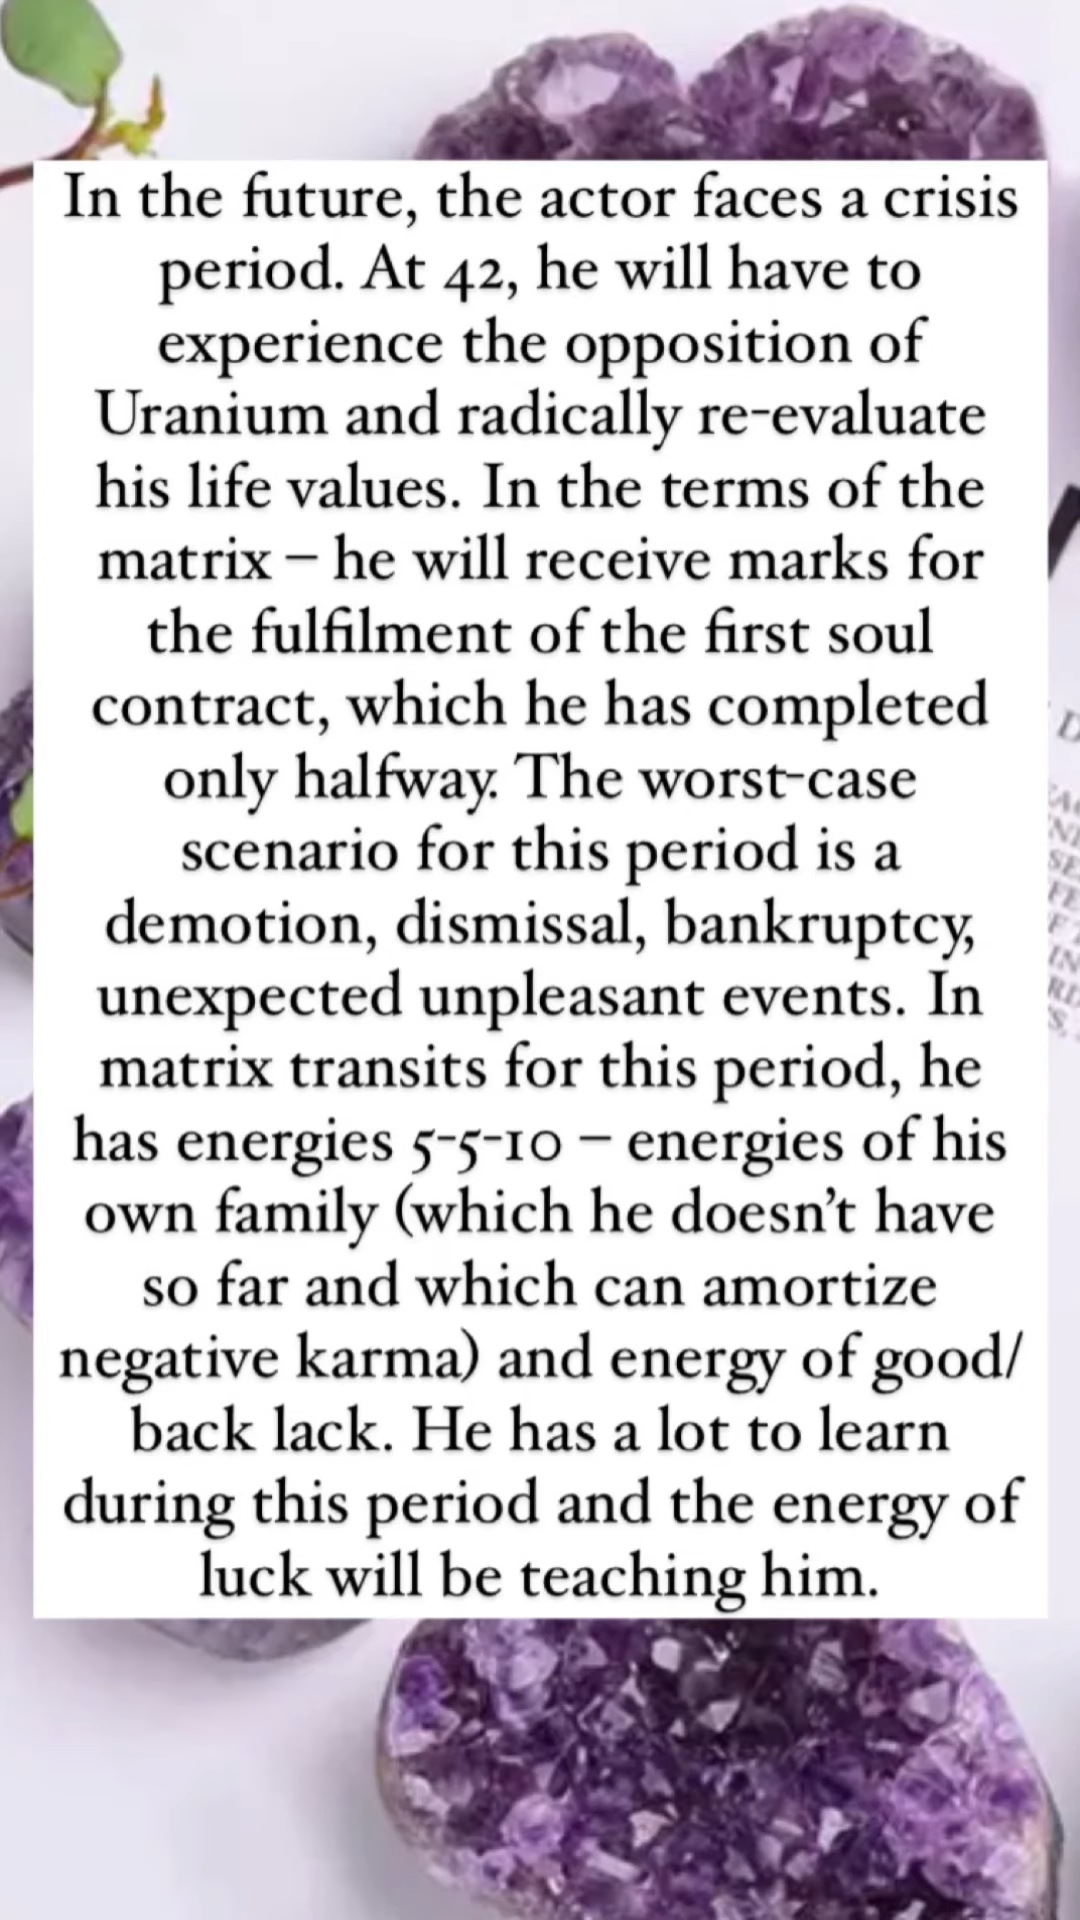 In the future, the actor faces a crisis
period. At 42, he will have to
experience the opposition of
Uranium and radically re-evaluate
his life values. In the terms of the
matrix – he will receive marks for
the fulfilment of the first soul
contract, which he has completed
only halfway. The worst-case
scenario for this period is a
demotion, dismissal, bankruptcy,
unexpected unpleasant events. In
matrix transits for this period, he
has energies 5-5-10 – energies of his
own family (which he doesn’t have
so far and which can amortize
negative karma) and energy of good/
back lack. He has a lot to learn
during this period and the energy of
luck will be teaching him.